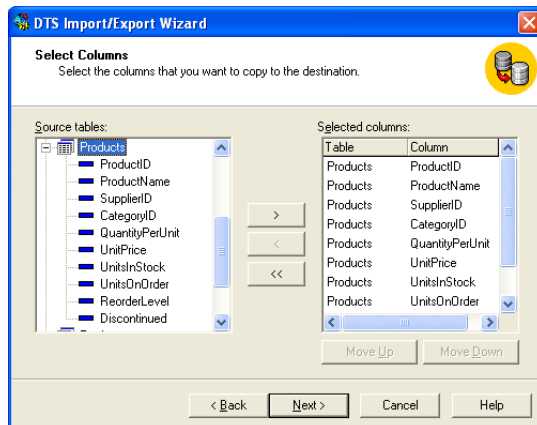 DTS Import/Export Wizard
Select Columns
Select the columns that you want to copy to the destination.
Source tables:
Products
ProductID
ProductName
SupplierID
CategoryID
QuantityPerUnit
UnitPrice
UnitsInStock
UnitsOnOrder
ReorderLevel
Discontinued
>
<
<<
Selected columns:
Table Column
Products ProductID
Products ProductName
Products SupplierID
Products CategoryID
Products QuantityPerUnit
Products UnitPrice
Products UnitsInStock
Products UnitsOnOrder
Move Up Move Down
< Back Next > Cancel Help